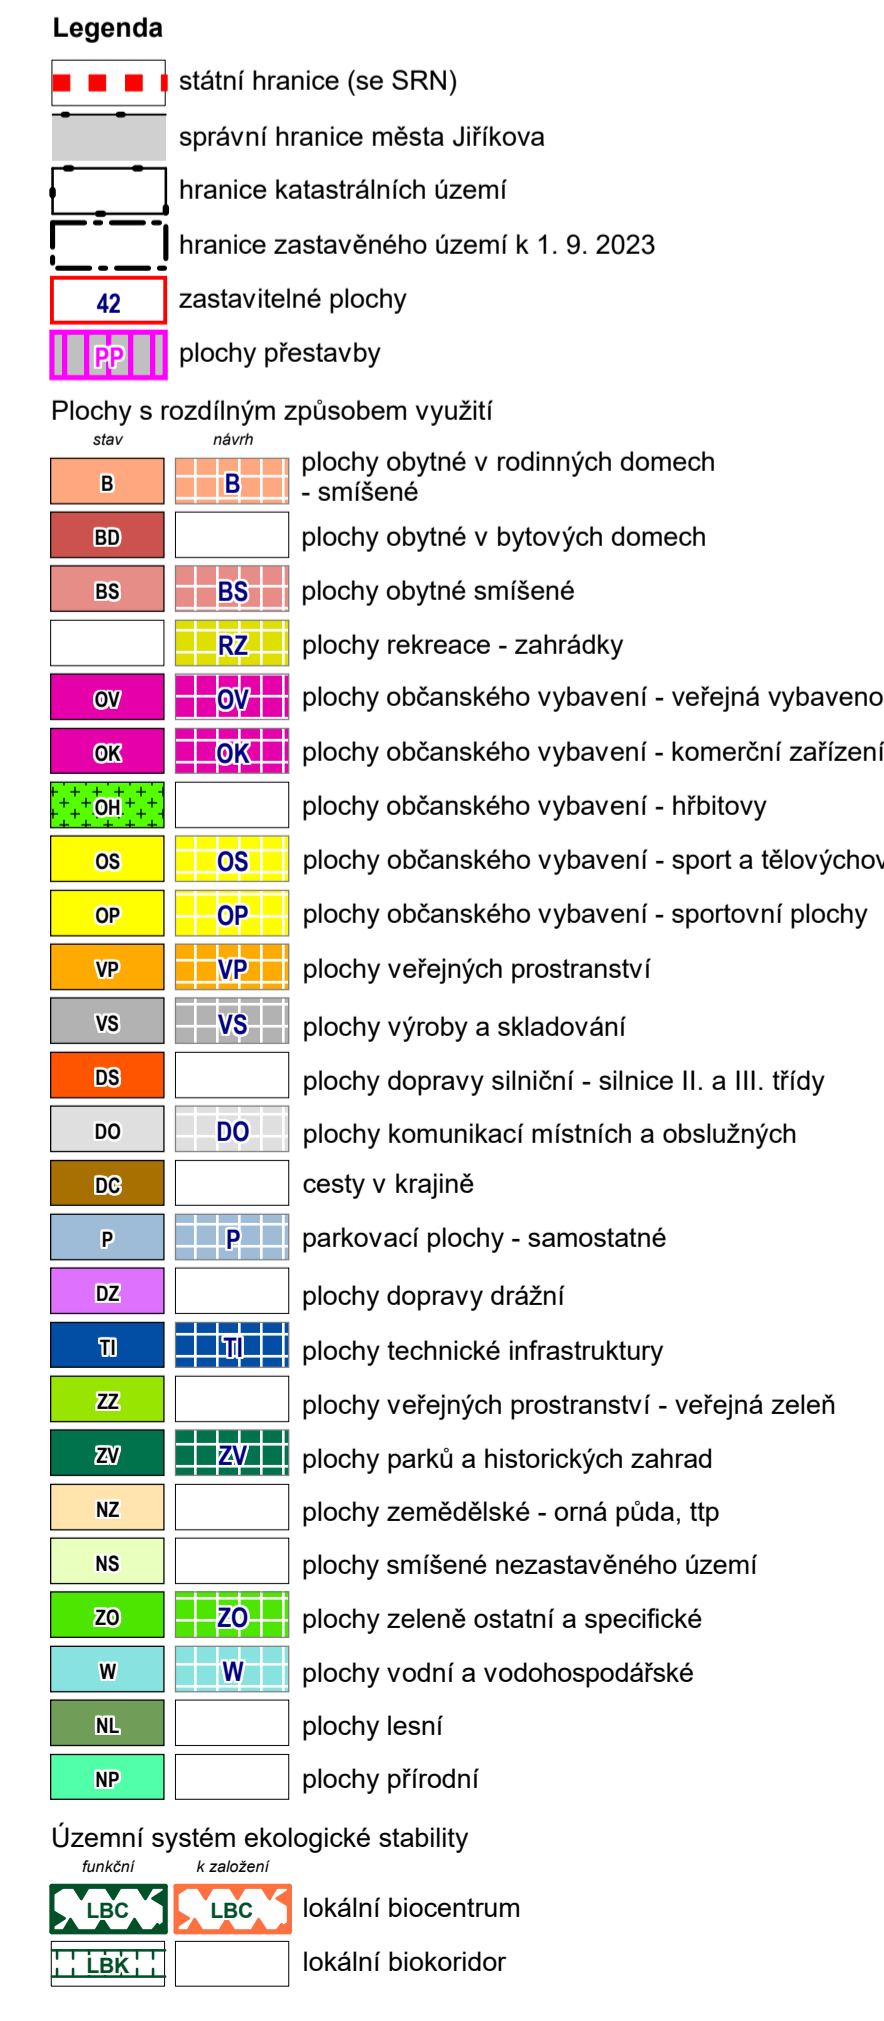 Legenda
státní hranice (se SRN)
správní hranice města Jiříkova
hranice katastrálních území
hranice zastavěného území k 1. 9. 2023
42 zastavitelné plochy
PP plochy přestavby
Plochy s rozdílným způsobem využití
stav návrh
B B plochy obytné v rodinných domech
- smíšené
BD plochy obytné v bytových domech
BS BS plochy obytné smíšené
RZ plochy rekreace - zahrádky
OV OV plochy občanského vybavení - veřejná vybaveno
OK OK plochy občanského vybavení - komerční zařízení
OH plochy občanského vybavení - hřbitovy
OS OS plochy občanského vybavení - sport a tělovýchov
OP OP plochy občanského vybavení - sportovní plochy
VP VP plochy veřejných prostranství
VS VS plochy výroby a skladování
DS plochy dopravy silniční - silnice II. a III. třídy
DO DO plochy komunikací místních a obslužných
DC cesty v krajině
P P parkovací plochy - samostatné
DZ plochy dopravy drážní
TI TI plochy technické infrastruktury
ZZ plochy veřejných prostranství - veřejná zeleň
ZV ZV plochy parků a historických zahrad
NZ plochy zemědělské - orná půda, ttp
NS plochy smíšené nezastavěného území
ZO ZO plochy zeleně ostatní a specifické
W W plochy vodní a vodohospodářské
NL plochy lesní
NP plochy přírodní
Územní systém ekologické stability
funkční k založení
LBC LBC lokální biocentrum
LBK lokální biokoridor